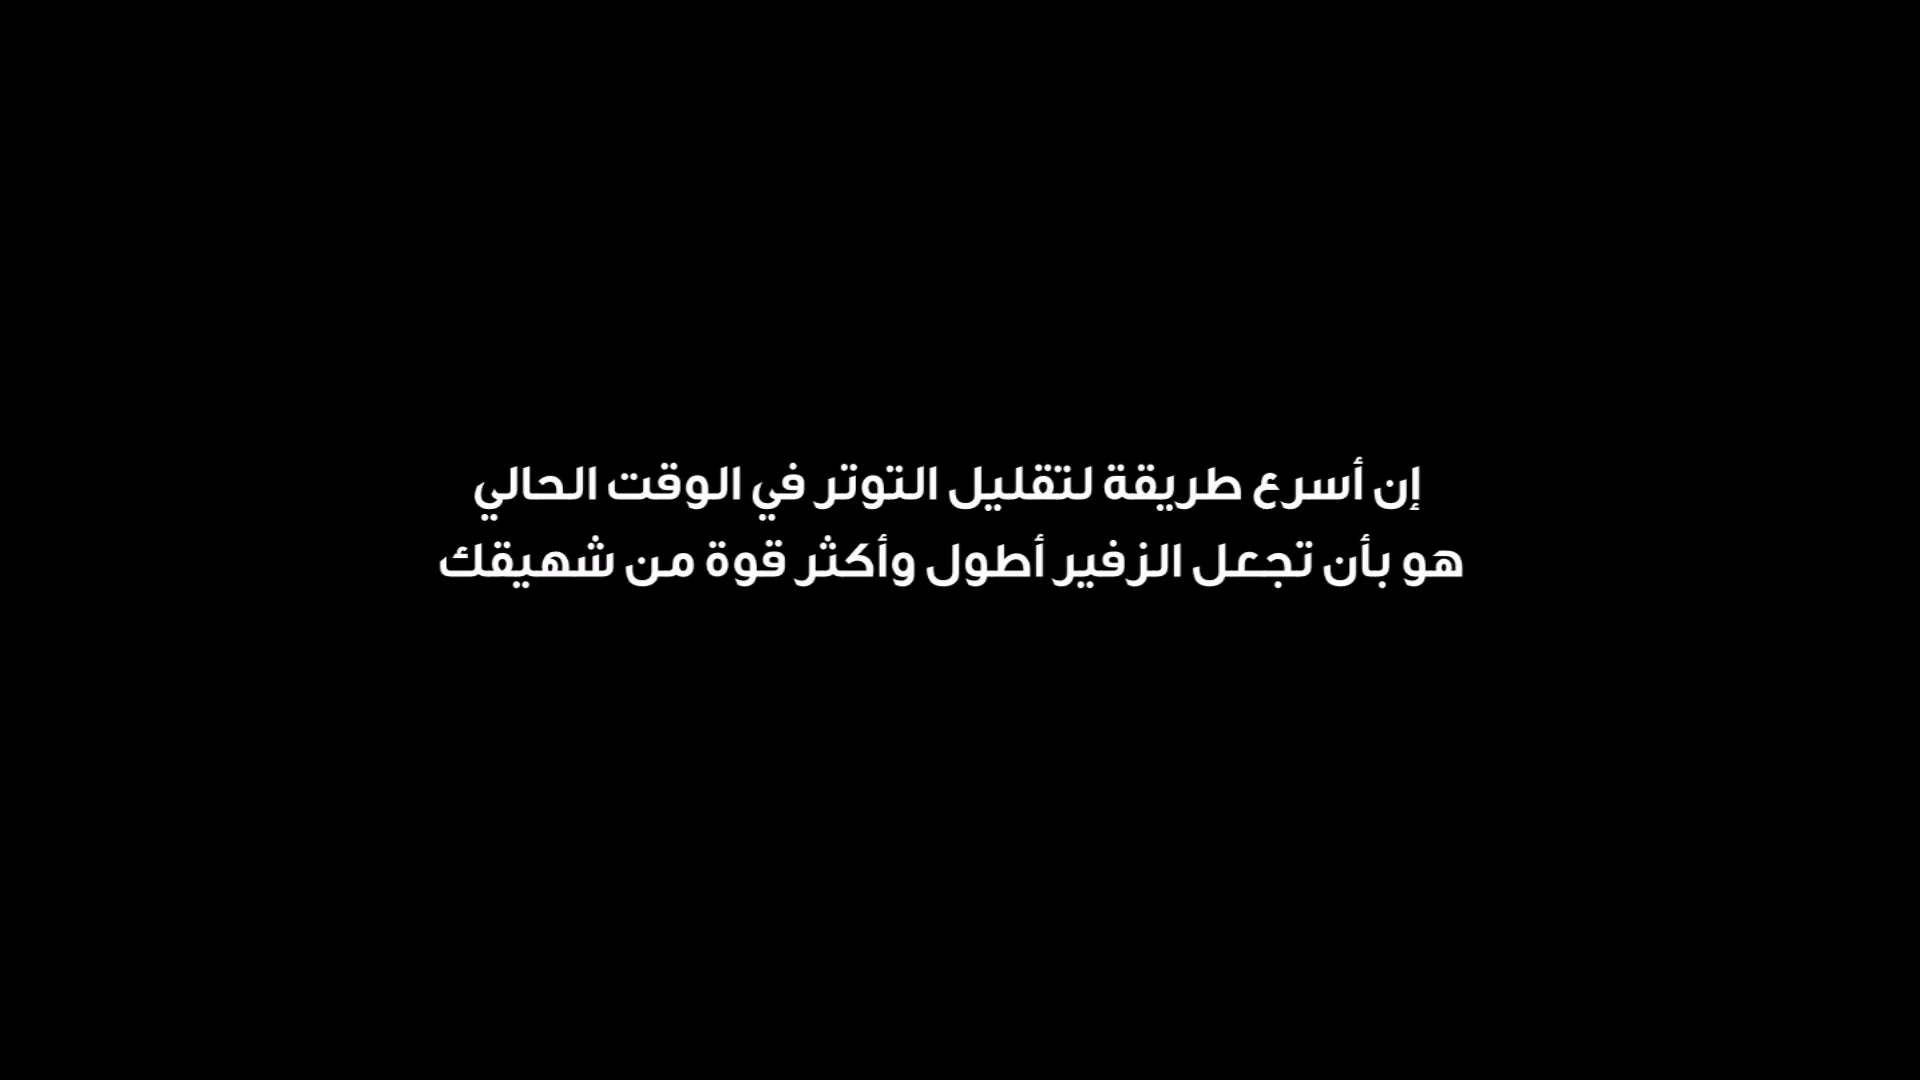 إن أسرع طريقة لتقليل التوتر في الوقت الحالي
هو بأن تجعل الزفير أطول وأكثر قوة من شهيقك